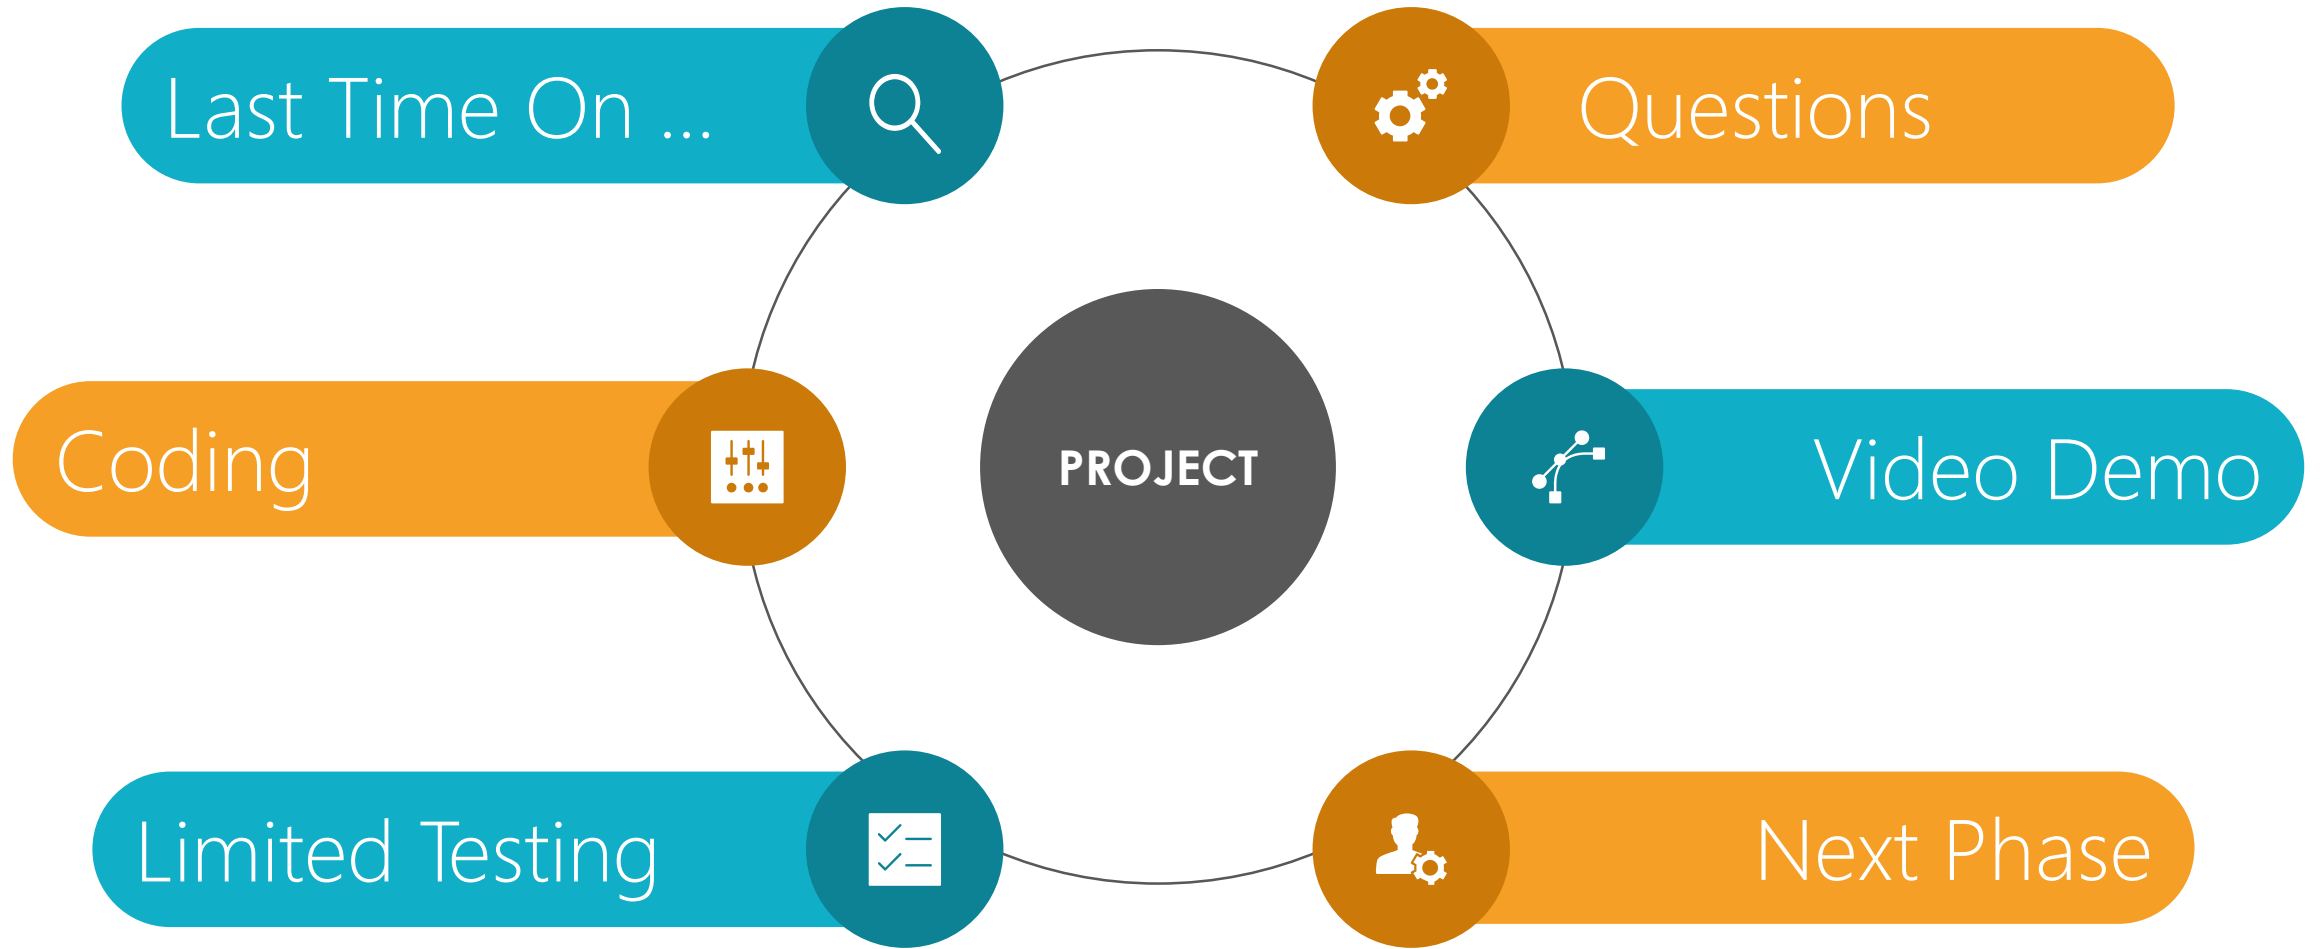 Last Time On ...
Questions
Coding
PROJECT
Video Demo
Limited Testing
Next Phase